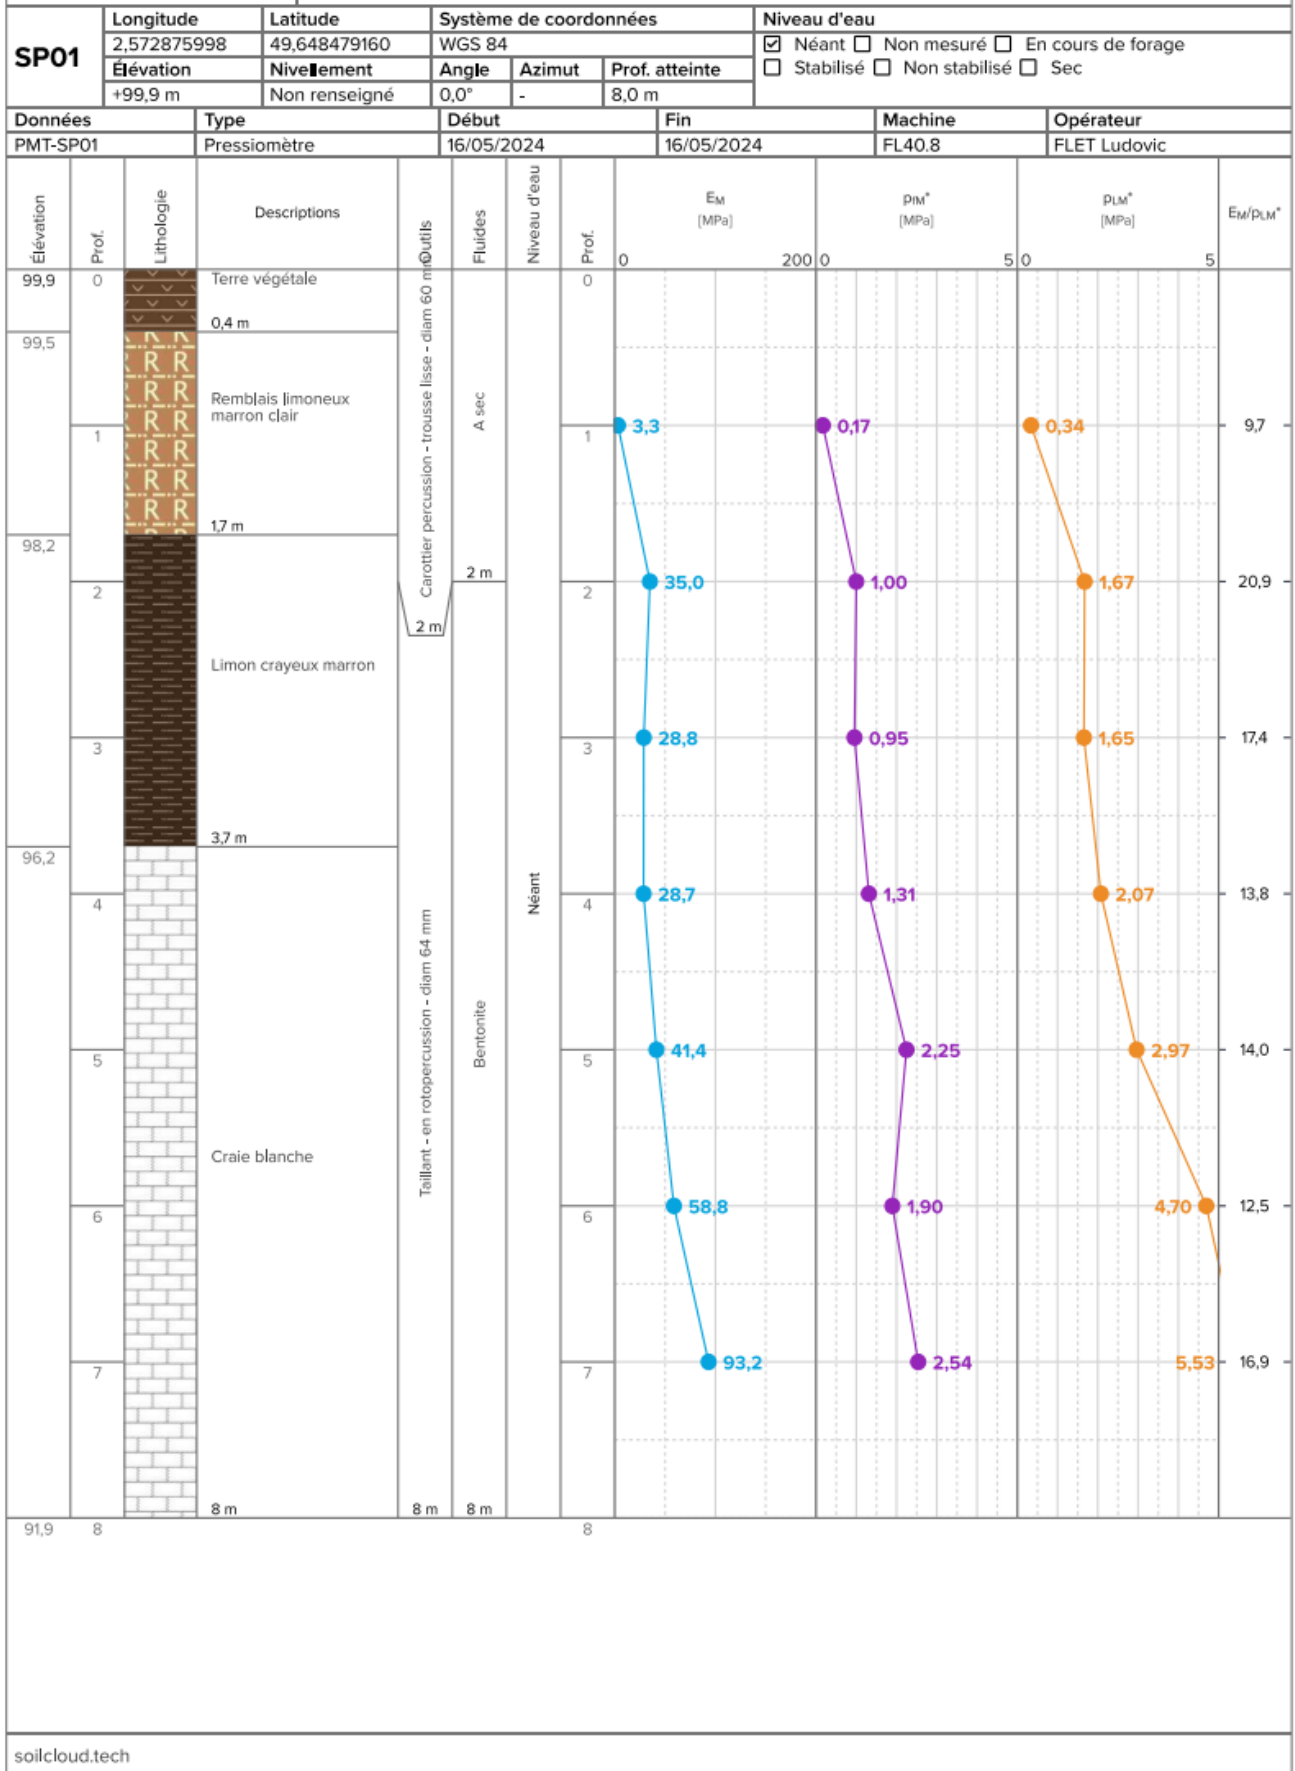 SP01
Longitude Latitude Système de coordonnées Niveau d'eau
2,572875998 49,648479160 WGS 84
☑ Néant ☐ Non mesuré ☐ En cours de forage
☐ Stabilisé ☐ Non stabilisé ☐ Sec
Élévation Nivellement Angle Azimut Prof. atteinte
+99,9 m Non renseigné 0,0° - 8,0 m
Données Type Début Fin Machine Opérateur
PMT-SP01 Pressiomètre 16/05/2024 16/05/2024 FL40.8 FLET Ludovic
Élévation Prof. Lithologie Descriptions Outils Fluides Niveau d'eau Prof. EM [MPa] pfM* [MPa] pLM* [MPa] EM/pLM*
0 200 0 5 0 5
99,9 0 Terre végétale 0
0,4 m
99,5
Remblais limoneux
marron clair
Carottier percussion - trousse lisse - diam 60 mm
A sec
1 1 3,3 0,17 0,34 9,7
1,7 m
98,2
2 m
2 2 35,0 1,00 1,67 20,9
2 m
Limon crayeux marron
3 3 28,8 0,95 1,65 17,4
3,7 m
96,2
Néant
4 4 28,7 1,31 2,07 13,8
Taillant - en rotopercussion - diam 64 mm
Bentonite
5 5 41,4 2,25 2,97 14,0
Craie blanche
6 6 58,8 1,90 4,70 12,5
7 7 93,2 2,54 5,53 16,9
8 m 8 m 8 m
91,9 8 8
soilcloud.tech